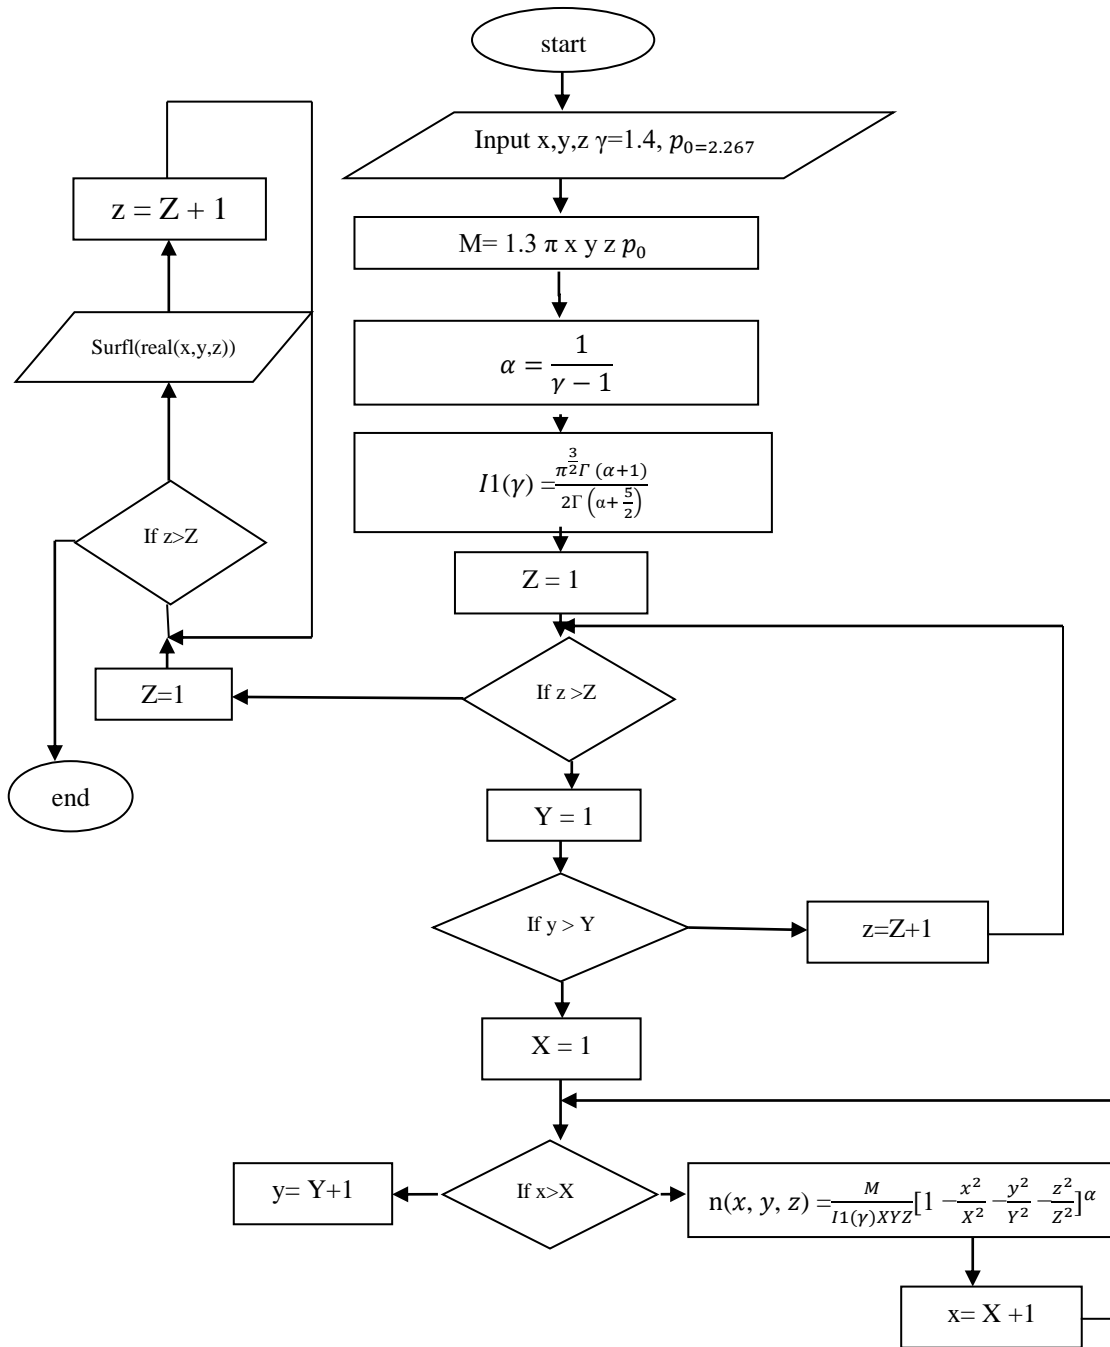 start
Input x,y,z γ=1.4, p₀₌₂.₂₆₇
M= 1.3 π x y z p₀
α = 1/(γ − 1)
I1(γ) = π^(3/2) Γ (α+1) / 2Γ (α+ 5/2)
Z = 1
If z >Z
Y = 1
If y > Y
z=Z+1
X = 1
If x>X
y= Y+1
n(x, y, z) = M/(I1(γ)XYZ) [1 − x²/X² − y²/Y² − z²/Z²]^α
x= X +1
Z=1
If z>Z
Surfl(real(x,y,z))
z = Z + 1
end